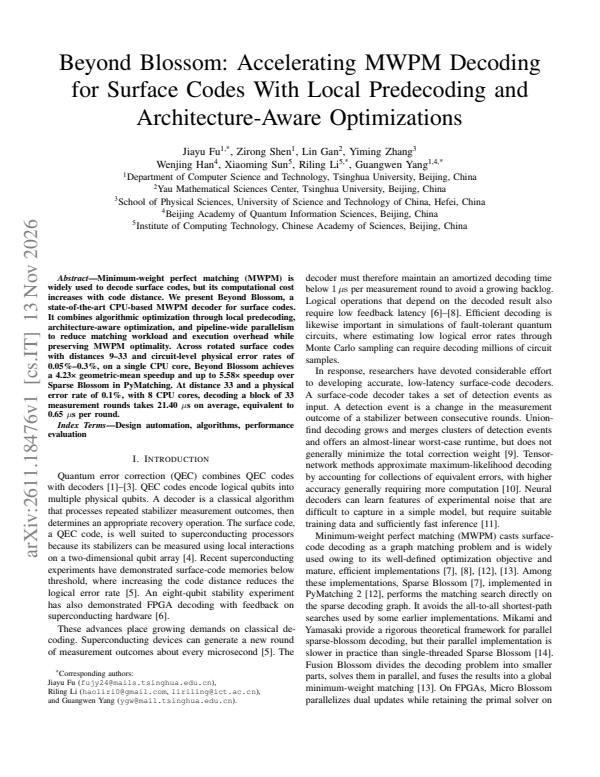 Beyond Blossom: Accelerating MWPM Decoding
for Surface Codes With Local Predecoding and
Architecture-Aware Optimizations
Jiayu Fu1,*, Zirong Shen1, Lin Gan2, Yiming Zhang3
Wenjing Han4, Xiaoming Sun5, Riling Li5,*, Guangwen Yang1,4,*
1Department of Computer Science and Technology, Tsinghua University, Beijing, China
2Yau Mathematical Sciences Center, Tsinghua University, Beijing, China
3School of Physical Sciences, University of Science and Technology of China, Hefei, China
4Beijing Academy of Quantum Information Sciences, Beijing, China
5Institute of Computing Technology, Chinese Academy of Sciences, Beijing, China
arXiv:2611.18476v1 [cs.IT] 13 Nov 2026
Abstract—Minimum-weight perfect matching (MWPM) is
widely used to decode surface codes, but its computational cost
increases with code distance. We present Beyond Blossom, a
state-of-the-art CPU-based MWPM decoder for surface codes.
It combines algorithmic optimization through local predecoding,
architecture-aware optimization, and pipeline-wide parallelism
to reduce matching workload and execution overhead while
preserving MWPM optimality. Across rotated surface codes
with distances 9–33 and circuit-level physical error rates of
0.05%–0.3%, on a single CPU core, Beyond Blossom achieves
a 4.23× geometric-mean speedup and up to 5.58× speedup over
Sparse Blossom in PyMatching. At distance 33 and a physical
error rate of 0.1%, with 8 CPU cores, decoding a block of 33
measurement rounds takes 21.40 μs on average, equivalent to
0.65 μs per round.
Index Terms—Design automation, algorithms, performance
evaluation
I. INTRODUCTION
Quantum error correction (QEC) combines QEC codes
with decoders [1]–[3]. QEC codes encode logical qubits into
multiple physical qubits. A decoder is a classical algorithm
that processes repeated stabilizer measurement outcomes, then
determines an appropriate recovery operation. The surface code,
a QEC code, is well suited to superconducting processors
because its stabilizers can be measured using local interactions
on a two-dimensional qubit array [4]. Recent superconducting
experiments have demonstrated surface-code memories below
threshold, where increasing the code distance reduces the
logical error rate [5]. An eight-qubit stability experiment
has also demonstrated FPGA decoding with feedback on
superconducting hardware [6].
These advances place growing demands on classical de-
coding. Superconducting devices can generate a new round
of measurement outcomes about every microsecond [5]. The
*Corresponding authors:
Jiayu Fu (fujy24@mails.tsinghua.edu.cn),
Riling Li (haoliri0@gmail.com, liriling@ict.ac.cn),
and Guangwen Yang (ygw@mail.tsinghua.edu.cn).
decoder must therefore maintain an amortized decoding time
below 1 μs per measurement round to avoid a growing backlog.
Logical operations that depend on the decoded result also
require low feedback latency [6]–[8]. Efficient decoding is
likewise important in simulations of fault-tolerant quantum
circuits, where estimating low logical error rates through
Monte Carlo sampling can require decoding millions of circuit
samples.
In response, researchers have devoted considerable effort
to developing accurate, low-latency surface-code decoders.
A surface-code decoder takes a set of detection events as
input. A detection event is a change in the measurement
outcome of a stabilizer between consecutive rounds. Union-
find decoding grows and merges clusters of detection events
and offers an almost-linear worst-case runtime, but does not
generally minimize the total correction weight [9]. Tensor-
network methods approximate maximum-likelihood decoding
by accounting for collections of equivalent errors, with higher
accuracy generally requiring more computation [10]. Neural
decoders can learn features of experimental noise that are
difficult to capture in a simple model, but require suitable
training data and sufficiently fast inference [11].
Minimum-weight perfect matching (MWPM) casts surface-
code decoding as a graph matching problem and is widely
used owing to its well-defined optimization objective and
mature, efficient implementations [7], [8], [12], [13]. Among
these implementations, Sparse Blossom [7], implemented in
PyMatching 2 [12], performs the matching search directly on
the sparse decoding graph. It avoids the all-to-all shortest-path
searches used by some earlier implementations. Mikami and
Yamasaki provide a rigorous theoretical framework for parallel
sparse-blossom decoding, but their parallel implementation is
slower in practice than single-threaded Sparse Blossom [14].
Fusion Blossom divides the decoding problem into smaller
parts, solves them in parallel, and fuses the results into a global
minimum-weight matching [13]. On FPGAs, Micro Blossom
parallelizes dual updates while retaining the primal solver on